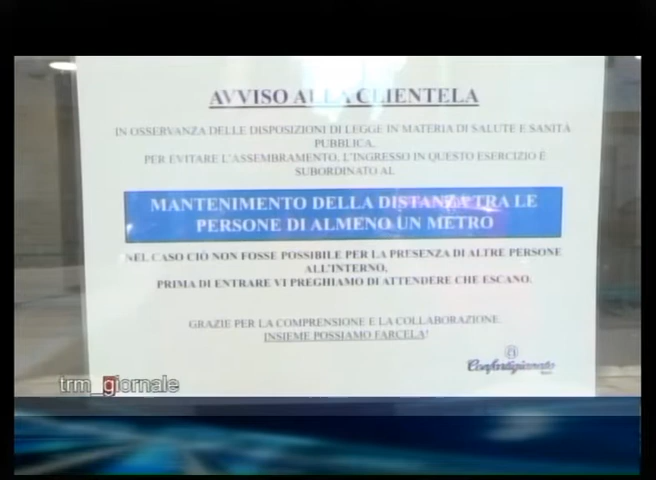 AVVISO ALLA CLIENTELA
IN OSSERVANZA DELLE DISPOSIZIONI DI LEGGE IN MATERIA DI SALUTE E SANITÀ
PUBBLICA.
PER EVITARE L'ASSEMBRAMENTO, L'INGRESSO IN QUESTO ESERCIZIO È
SUBORDINATO AL
MANTENIMENTO DELLA DISTANZA TRA LE
PERSONE DI ALMENO UN METRO
NEL CASO CIÒ NON FOSSE POSSIBILE PER LA PRESENZA DI ALTRE PERSONE
ALL'INTERNO,
PRIMA DI ENTRARE VI PREGHIAMO DI ATTENDERE CHE ESCANO.
GRAZIE PER LA COMPRENSIONE E LA COLLABORAZIONE.
INSIEME POSSIAMO FARCELA!
Confartigianato
trm_giornale